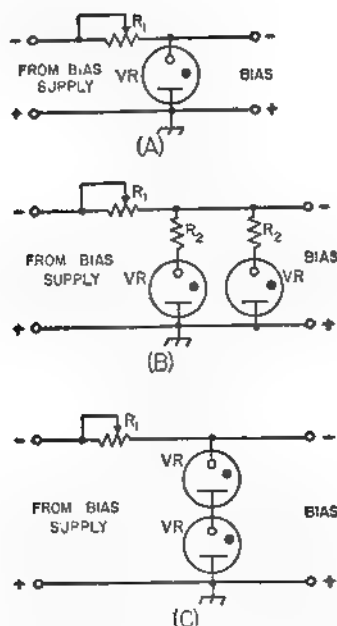 - R₁ -
FROM BIAS SUPPLY VR BIAS
+ +
(A)
- R₁ -
R₂ R₂
FROM BIAS SUPPLY VR VR BIAS
+ +
(B)
- R₁ -
VR
FROM BIAS SUPPLY VR BIAS
+ +
(C)